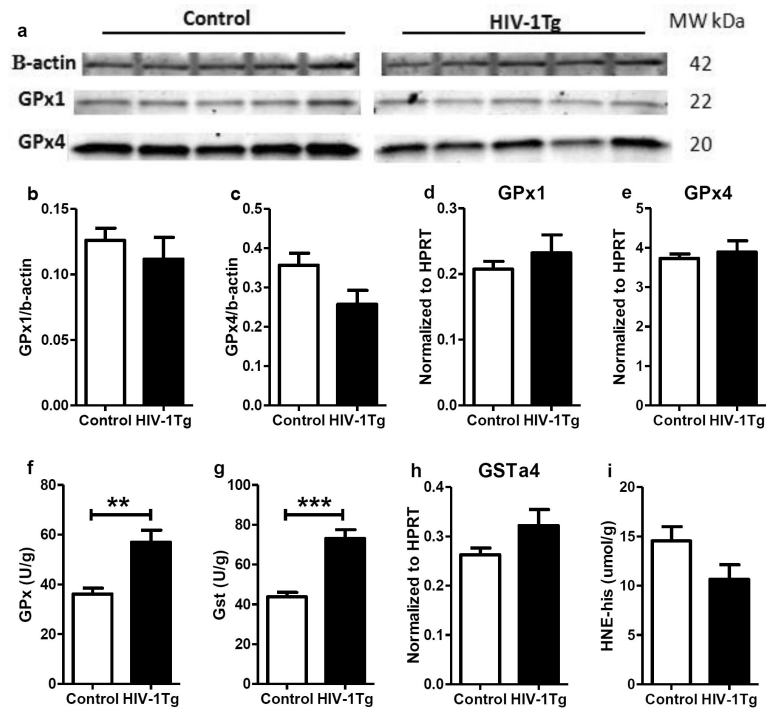 a
Control
HIV-1Tg
MW kDa
B-actin
42
GPx1
22
GPx4
20
b
c
d
GPx1
e
GPx4
GPx1/b-actin
0.15
0.10
0.05
0.00
Control HIV-1Tg
GPx4/b-actin
0.5
0.4
0.3
0.2
0.1
0.0
Control HIV-1Tg
Normalized to HPRT
0.3
0.2
0.1
0.0
Control HIV-1Tg
Normalized to HPRT
5
4
3
2
1
0
Control HIV-1Tg
f
g
h
GSTa4
i
GPx (U/g)
80
60
40
20
0
**
Control HIV-1Tg
Gst (U/g)
100
80
60
40
20
0
***
Control HIV-1Tg
Normalized to HPRT
0.4
0.3
0.2
0.1
0.0
Control HIV-1Tg
HNE-his (umol/g)
20
15
10
5
0
Control HIV-1Tg